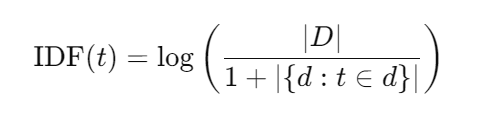 IDF(t) = log ( |D| / 1 + |{d : t ∈ d}| )